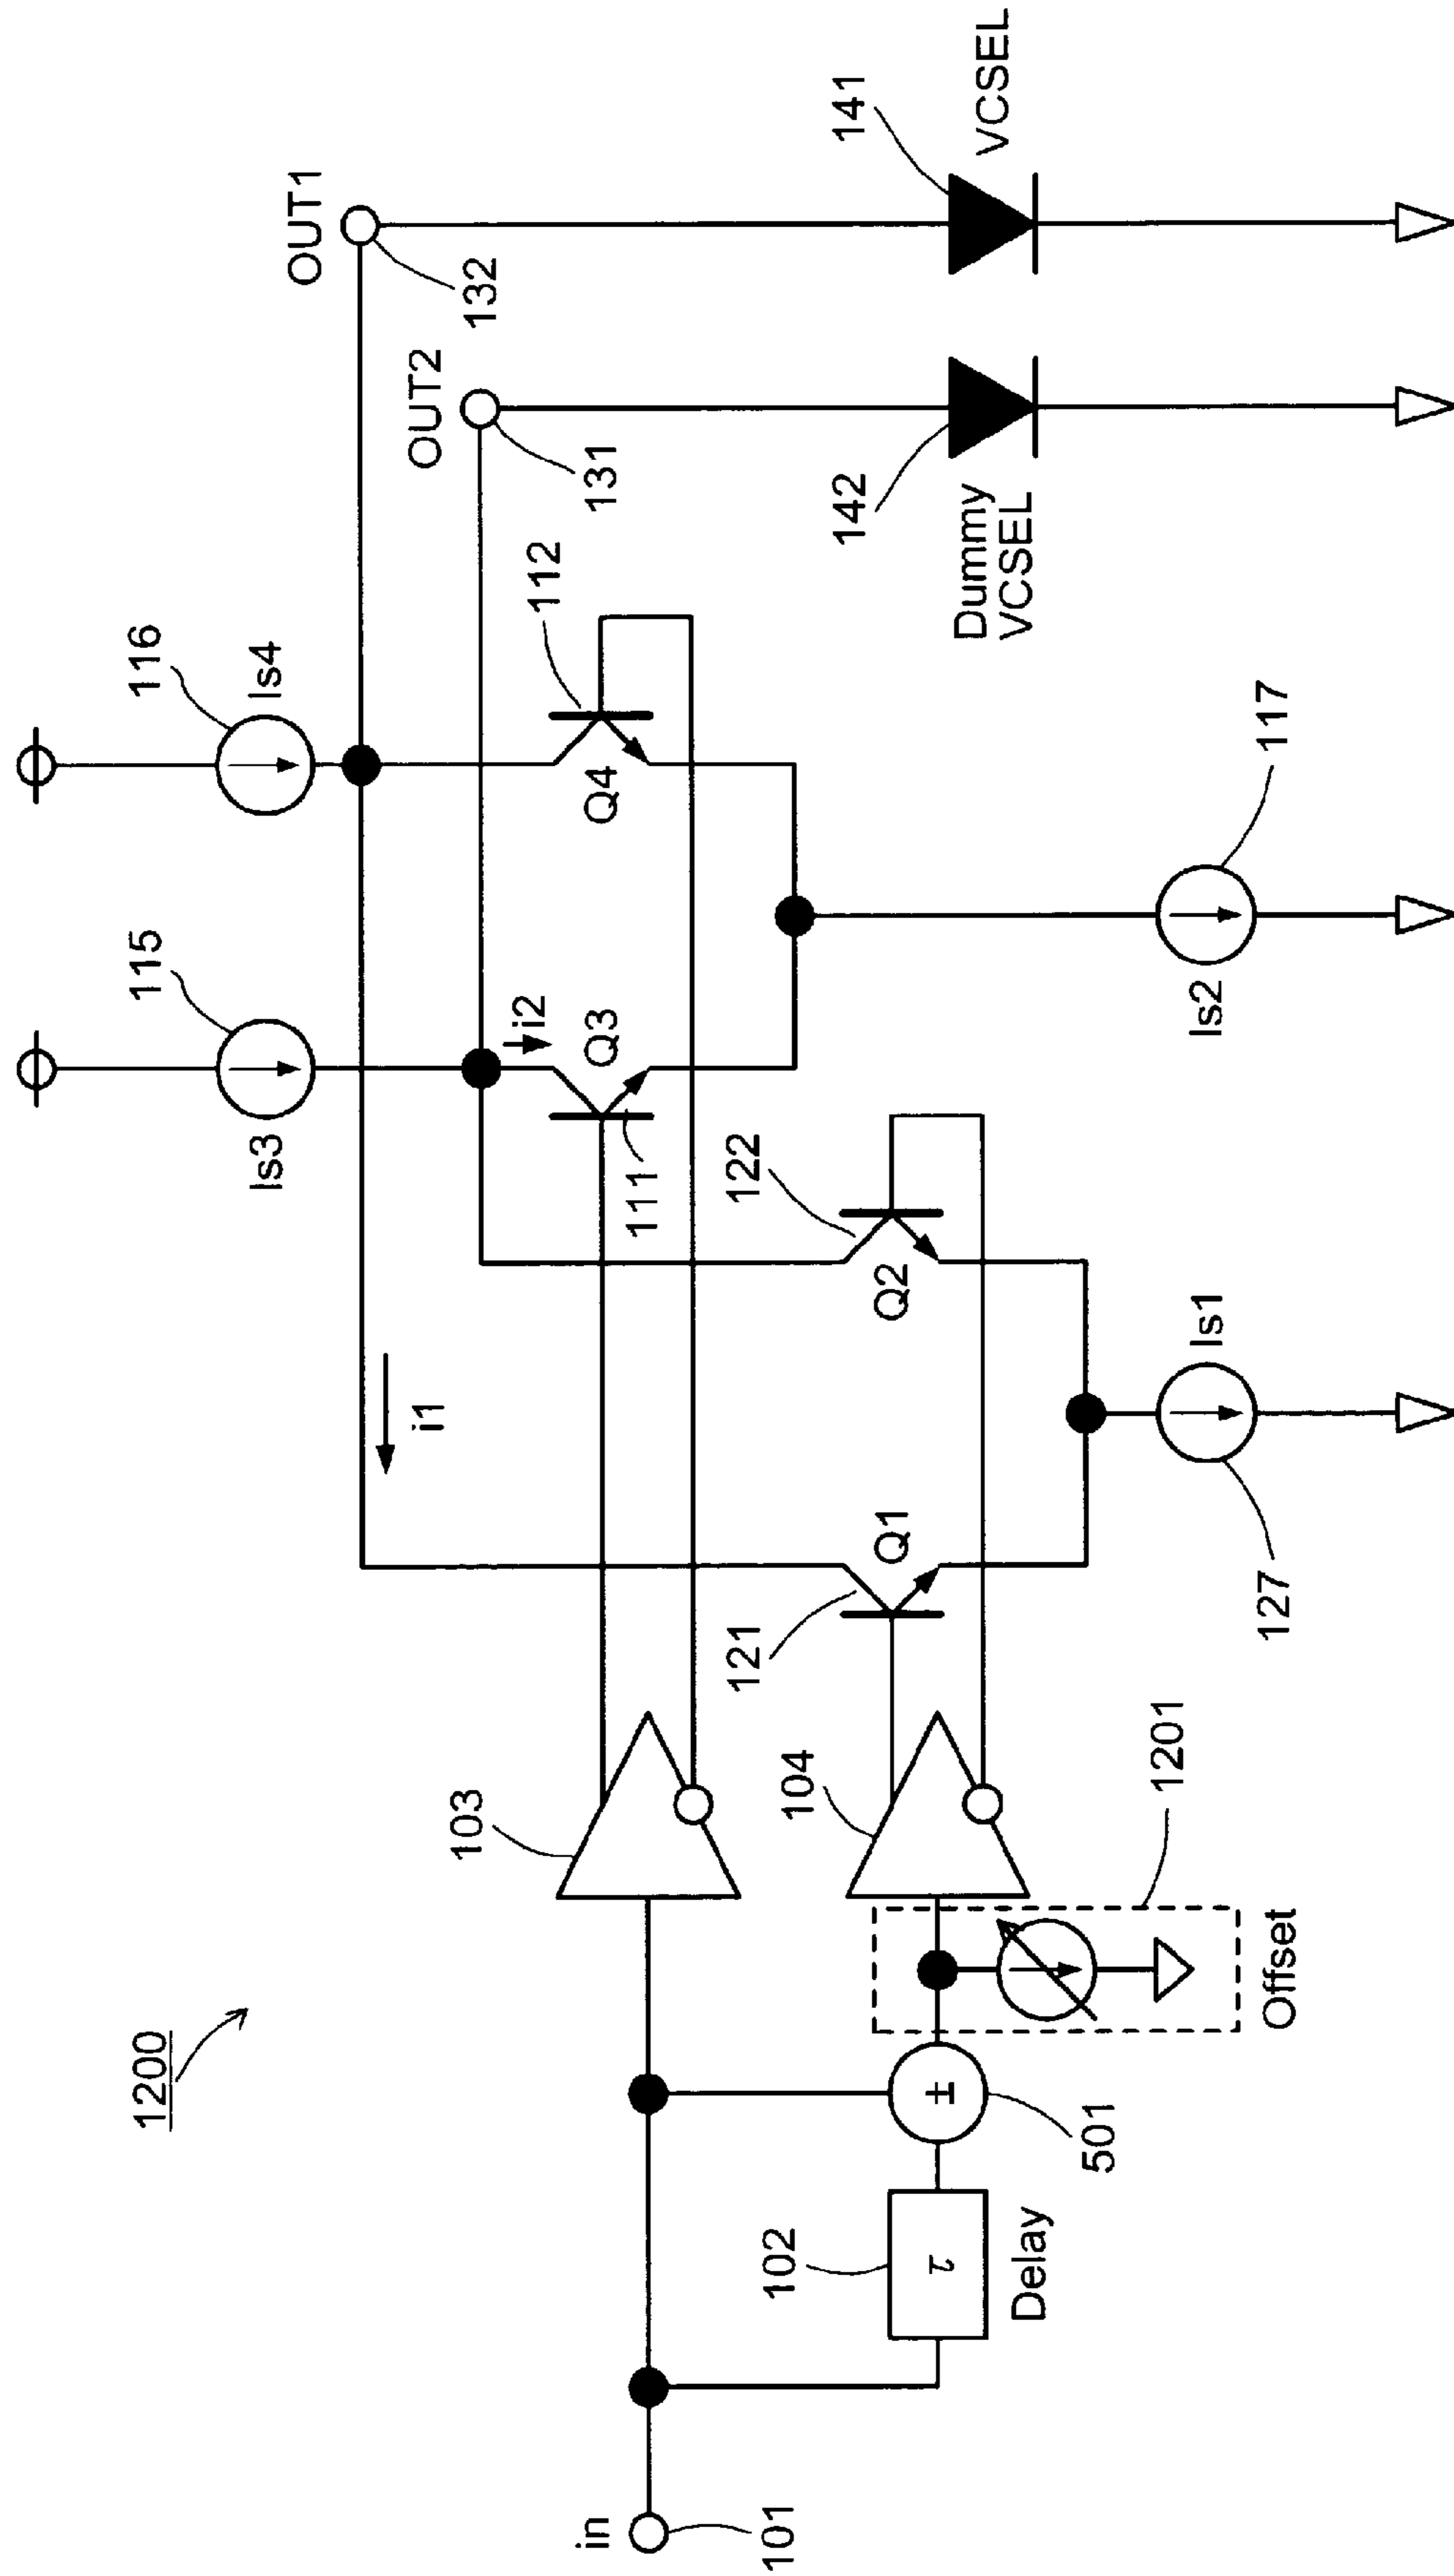 1200
in
101
102
τ
Delay
501
±
1201
Offset
103
104
121
Q1
i1
122
Q2
127
Is1
115
Is3
i2
Q3
111
116
Is4
Q4
112
117
Is2
OUT2
131
OUT1
132
142
Dummy
VCSEL
141
VCSEL